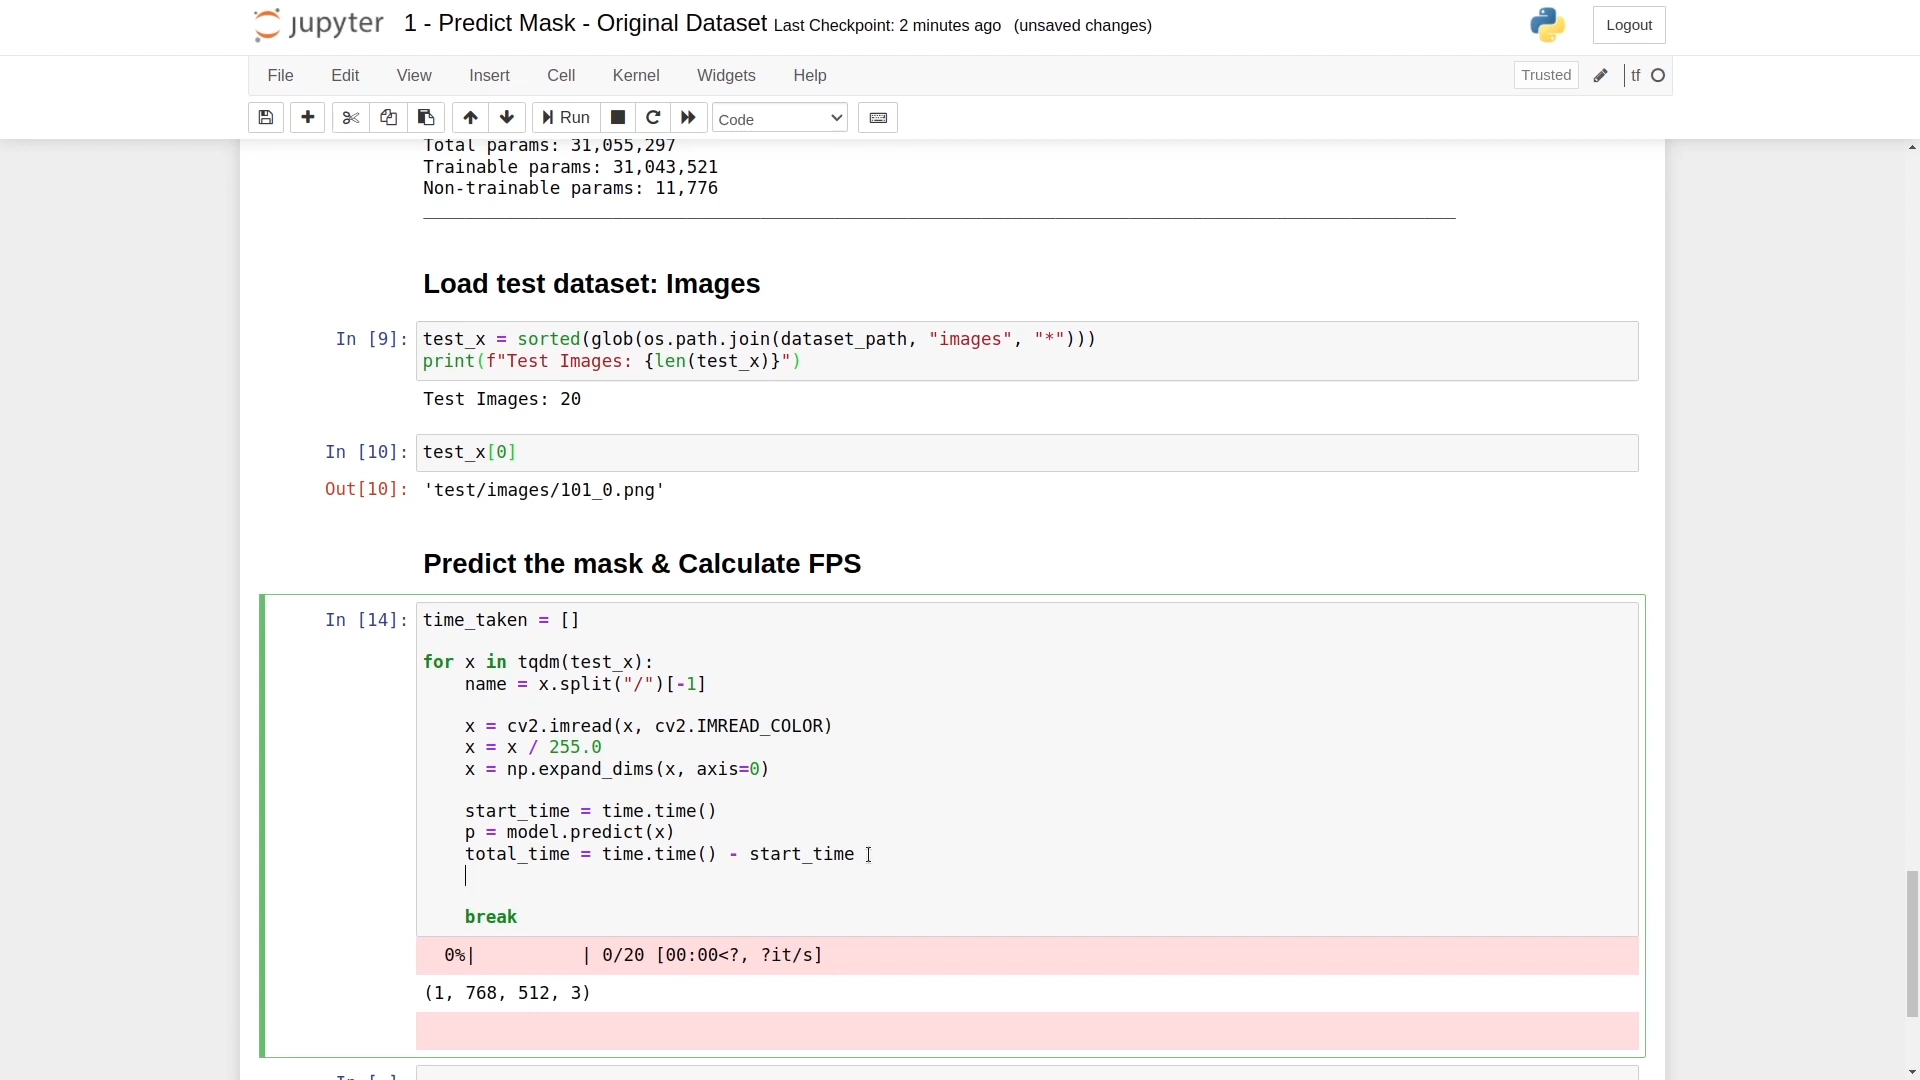 jupyter 1 - Predict Mask - Original Dataset Last Checkpoint: 2 minutes ago (unsaved changes) Logout
File Edit View Insert Cell Kernel Widgets Help Trusted tf
Run Code
Total params: 31,055,297
Trainable params: 31,043,521
Non-trainable params: 11,776
Load test dataset: Images
In [9]: test_x = sorted(glob(os.path.join(dataset_path, "images", "*")))
print(f"Test Images: {len(test_x)}")
Test Images: 20
In [10]: test_x[0]
Out[10]: 'test/images/101_0.png'
Predict the mask & Calculate FPS
In [14]: time_taken = []
for x in tqdm(test_x):
name = x.split("/")[-1]
x = cv2.imread(x, cv2.IMREAD_COLOR)
x = x / 255.0
x = np.expand_dims(x, axis=0)
start_time = time.time()
p = model.predict(x)
total_time = time.time() - start_time
break
0%| | 0/20 [00:00<?, ?it/s]
(1, 768, 512, 3)
In [ ]: